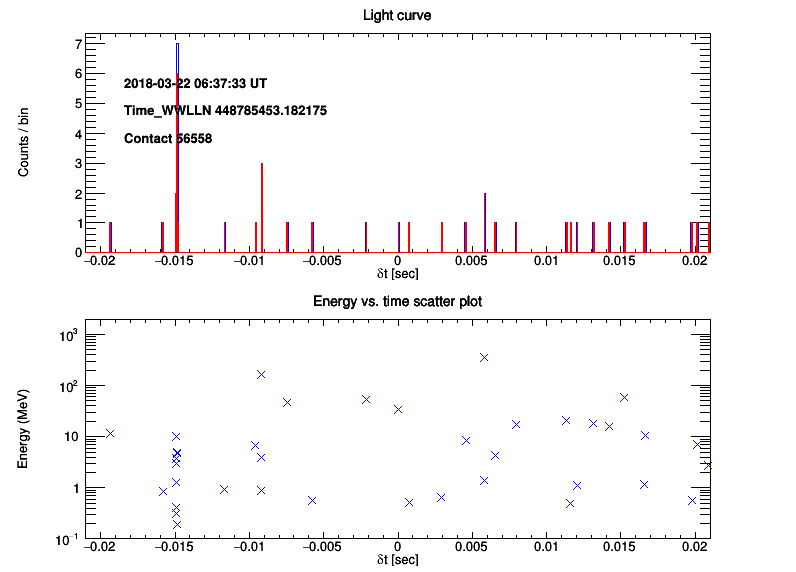 Light curve
Counts / bin
7
6
5
4
3
2
1
0
2018-03-22 06:37:33 UT
Time_WWLLN 448785453.182175
Contact 56558
−0.02 −0.015 −0.01 −0.005 0 0.005 0.01 0.015 0.02
δt [sec]
Energy vs. time scatter plot
Energy (MeV)
10³
10²
10
1
10⁻¹
−0.02 −0.015 −0.01 −0.005 0 0.005 0.01 0.015 0.02
δt [sec]